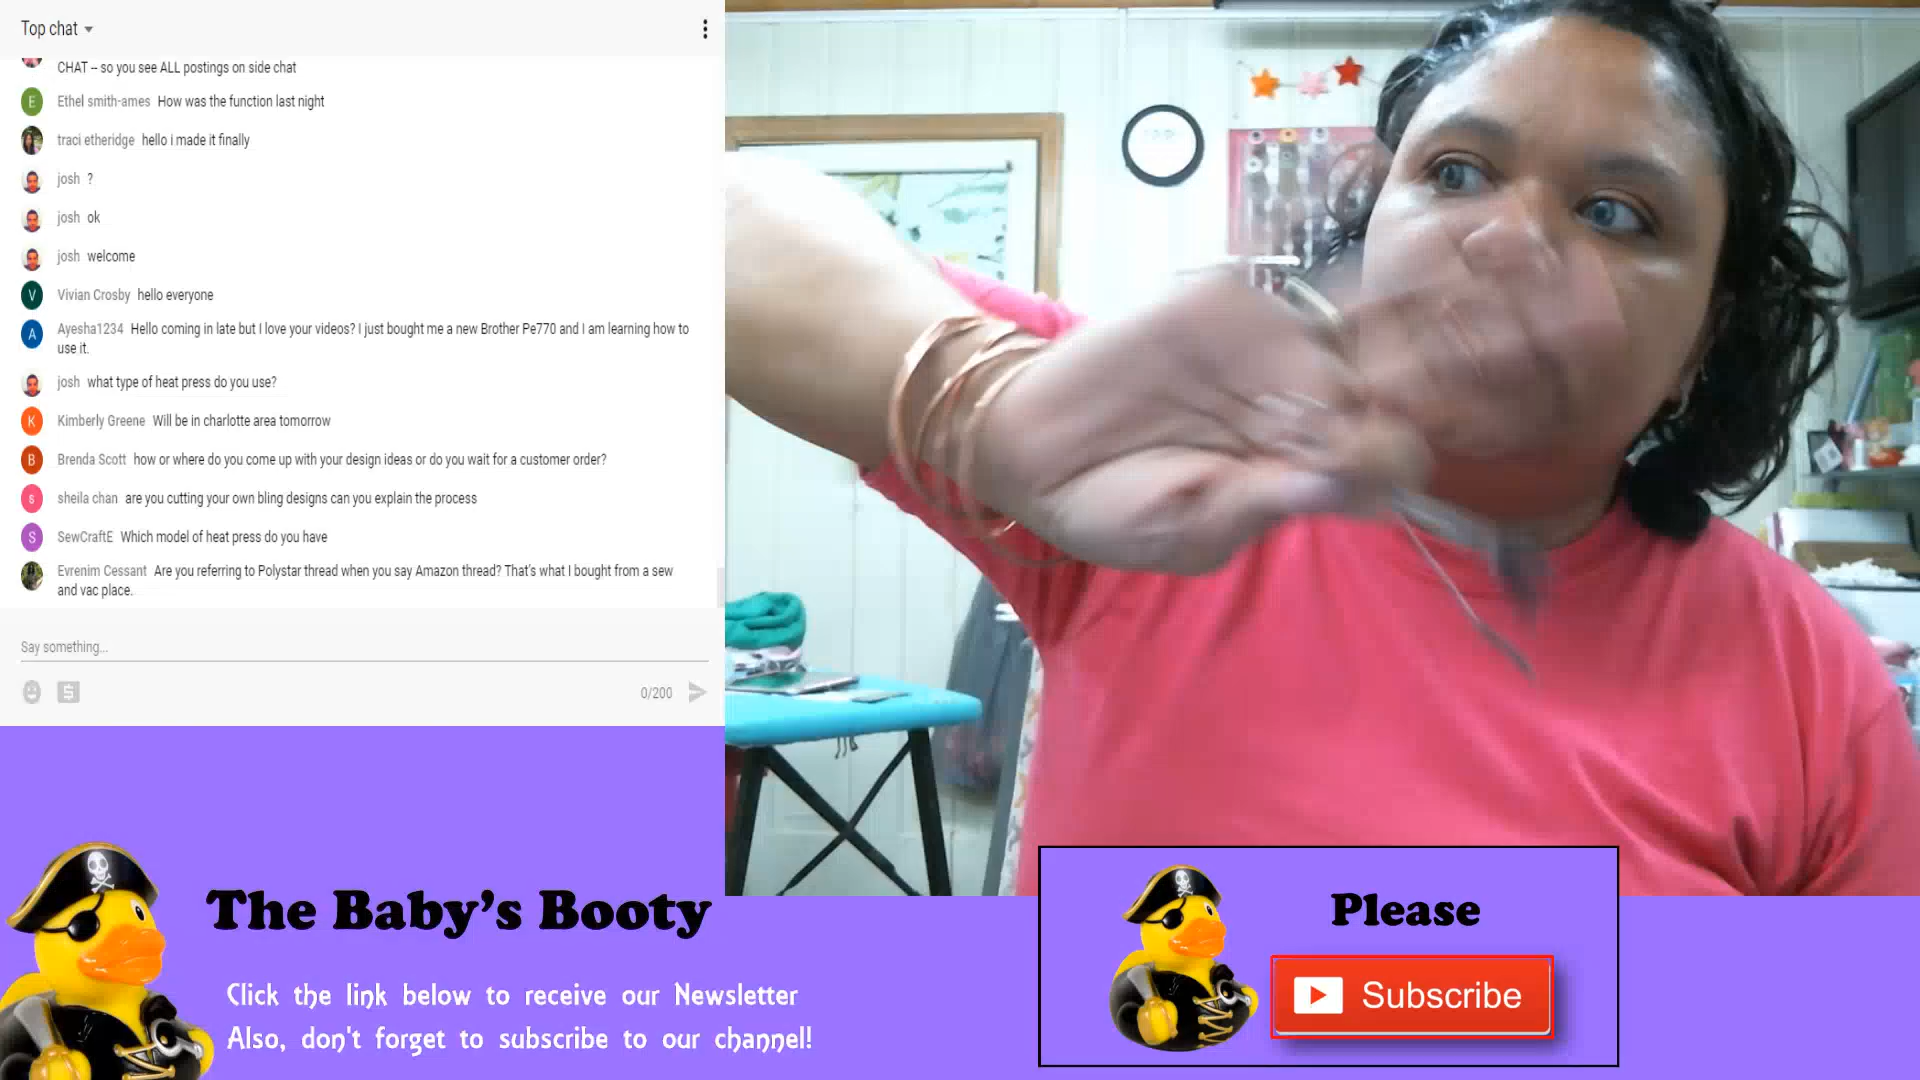 Top chat
CHAT -- so you see ALL postings on side chat
E Ethel smith-ames How was the function last night
traci etheridge hello i made it finally
josh ?
josh ok
josh welcome
V Vivian Crosby hello everyone
A Ayesha1234 Hello coming in late but I love your videos? I just bought me a new Brother Pe770 and I am learning how to
use it.
josh what type of heat press do you use?
K Kimberly Greene Will be in charlotte area tomorrow
B Brenda Scott how or where do you come up with your design ideas or do you wait for a customer order?
s sheila chan are you cutting your own bling designs can you explain the process
S SewCraftE Which model of heat press do you have
Evrenim Cessant Are you referring to Polystar thread when you say Amazon thread? That's what I bought from a sew
and vac place.
Say something...
0/200
The Baby's Booty
Click the link below to receive our Newsletter
Also, don't forget to subscribe to our channel!
Please
Subscribe